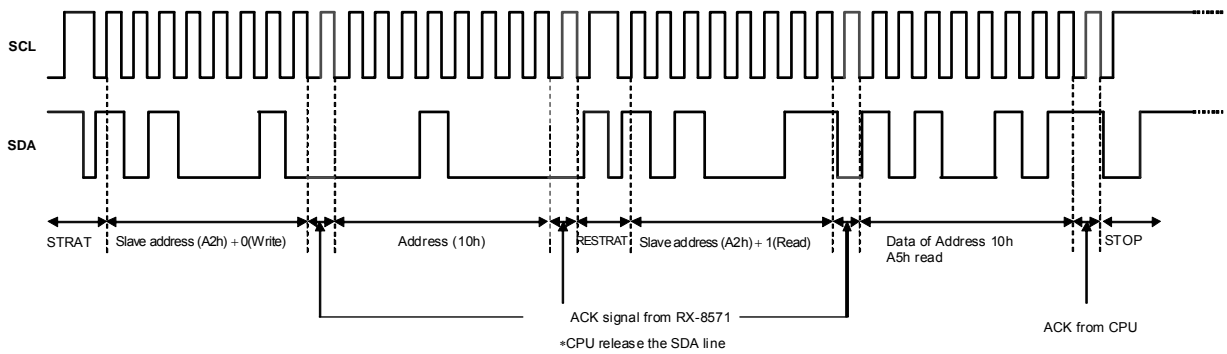 SCL
SDA
STRAT
Slave address (A2h) + 0(Write)
Address (10h)
RESTRAT
Slave address (A2h) + 1(Read)
Data of Address 10h
A5h read
STOP
ACK signal from RX-8571
*CPU release the SDA line
ACK from CPU